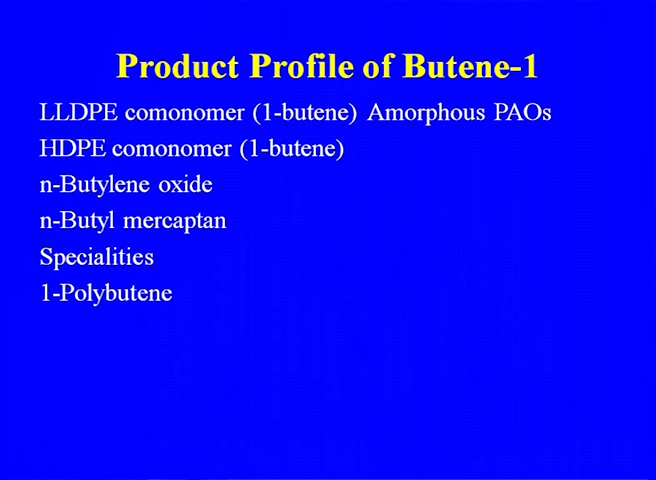 Product Profile of Butene-1
LLDPE comonomer (1-butene) Amorphous PAOs
HDPE comonomer (1-butene)
n-Butylene oxide
n-Butyl mercaptan
Specialities
1-Polybutene